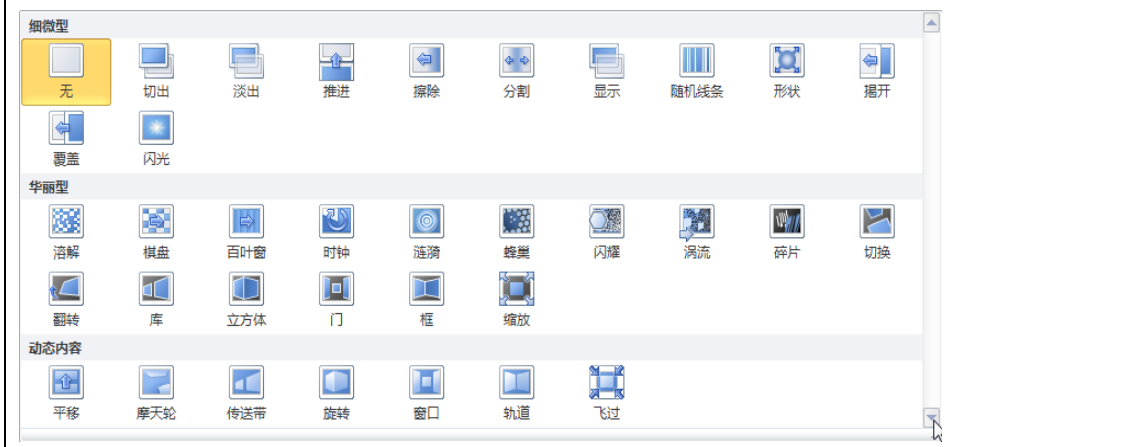 细微型
无 切出 淡出 推进 擦除 分割 显示 随机线条 形状 揭开
覆盖 闪光
华丽型
溶解 棋盘 百叶窗 时钟 涟漪 蜂巢 闪耀 涡流 碎片 切换
翻转 库 立方体 门 框 缩放
动态内容
平移 摩天轮 传送带 旋转 窗口 轨道 飞过